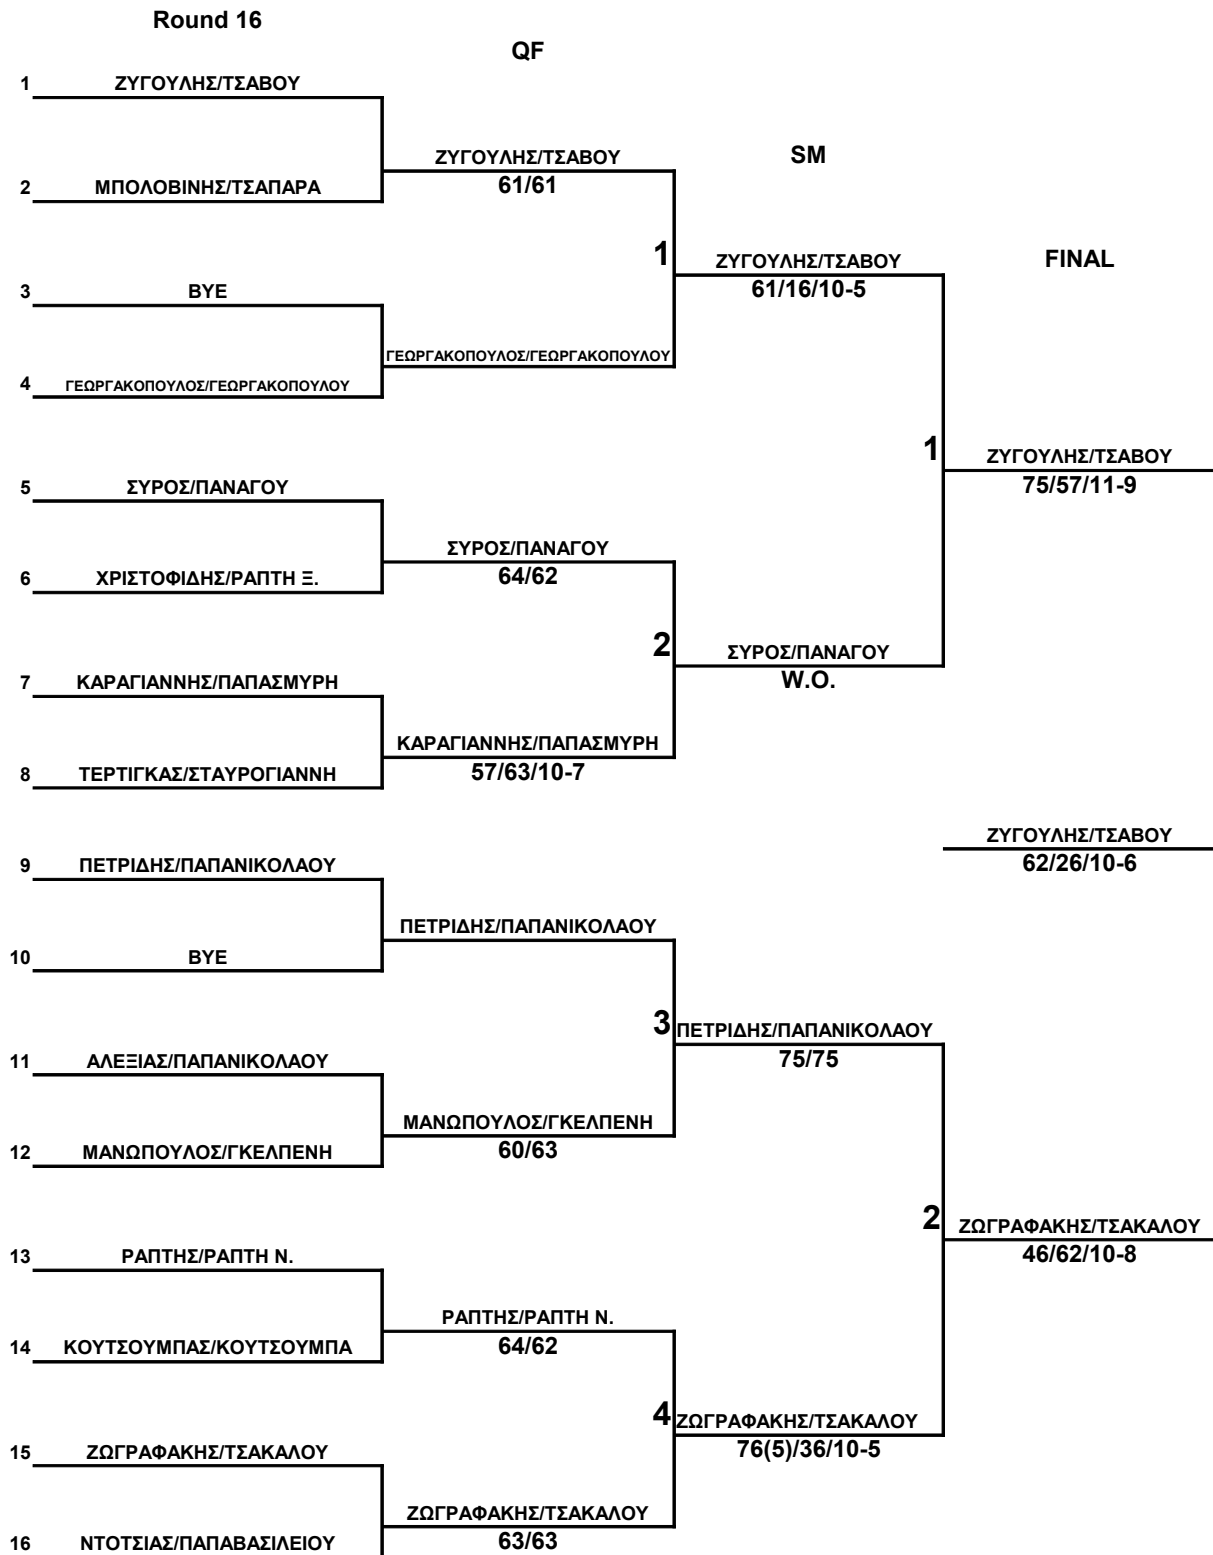 Round 16
QF
1 ΖΥΓΟΥΛΗΣ/ΤΣΑΒΟΥ
ΖΥΓΟΥΛΗΣ/ΤΣΑΒΟΥ
SM
61/61
2 ΜΠΟΛΟΒΙΝΗΣ/ΤΣΑΠΑΡΑ
1
ΖΥΓΟΥΛΗΣ/ΤΣΑΒΟΥ
FINAL
61/16/10-5
3 BYE
ΓΕΩΡΓΑΚΟΠΟΥΛΟΣ/ΓΕΩΡΓΑΚΟΠΟΥΛΟΥ
4 ΓΕΩΡΓΑΚΟΠΟΥΛΟΣ/ΓΕΩΡΓΑΚΟΠΟΥΛΟΥ
1
ΖΥΓΟΥΛΗΣ/ΤΣΑΒΟΥ
75/57/11-9
5 ΣΥΡΟΣ/ΠΑΝΑΓΟΥ
ΣΥΡΟΣ/ΠΑΝΑΓΟΥ
64/62
6 ΧΡΙΣΤΟΦΙΔΗΣ/ΡΑΠΤΗ Ξ.
2
ΣΥΡΟΣ/ΠΑΝΑΓΟΥ
W.O.
7 ΚΑΡΑΓΙΑΝΝΗΣ/ΠΑΠΑΣΜΥΡΗ
ΚΑΡΑΓΙΑΝΝΗΣ/ΠΑΠΑΣΜΥΡΗ
57/63/10-7
8 ΤΕΡΤΙΓΚΑΣ/ΣΤΑΥΡΟΓΙΑΝΝΗ
ΖΥΓΟΥΛΗΣ/ΤΣΑΒΟΥ
62/26/10-6
9 ΠΕΤΡΙΔΗΣ/ΠΑΠΑΝΙΚΟΛΑΟΥ
ΠΕΤΡΙΔΗΣ/ΠΑΠΑΝΙΚΟΛΑΟΥ
10 BYE
3
ΠΕΤΡΙΔΗΣ/ΠΑΠΑΝΙΚΟΛΑΟΥ
75/75
11 ΑΛΕΞΙΑΣ/ΠΑΠΑΝΙΚΟΛΑΟΥ
ΜΑΝΩΠΟΥΛΟΣ/ΓΚΕΛΠΕΝΗ
60/63
12 ΜΑΝΩΠΟΥΛΟΣ/ΓΚΕΛΠΕΝΗ
2
ΖΩΓΡΑΦΑΚΗΣ/ΤΣΑΚΑΛΟΥ
46/62/10-8
13 ΡΑΠΤΗΣ/ΡΑΠΤΗ Ν.
ΡΑΠΤΗΣ/ΡΑΠΤΗ Ν.
64/62
14 ΚΟΥΤΣΟΥΜΠΑΣ/ΚΟΥΤΣΟΥΜΠΑ
4
ΖΩΓΡΑΦΑΚΗΣ/ΤΣΑΚΑΛΟΥ
76(5)/36/10-5
15 ΖΩΓΡΑΦΑΚΗΣ/ΤΣΑΚΑΛΟΥ
ΖΩΓΡΑΦΑΚΗΣ/ΤΣΑΚΑΛΟΥ
63/63
16 ΝΤΟΤΣΙΑΣ/ΠΑΠΑΒΑΣΙΛΕΙΟΥ